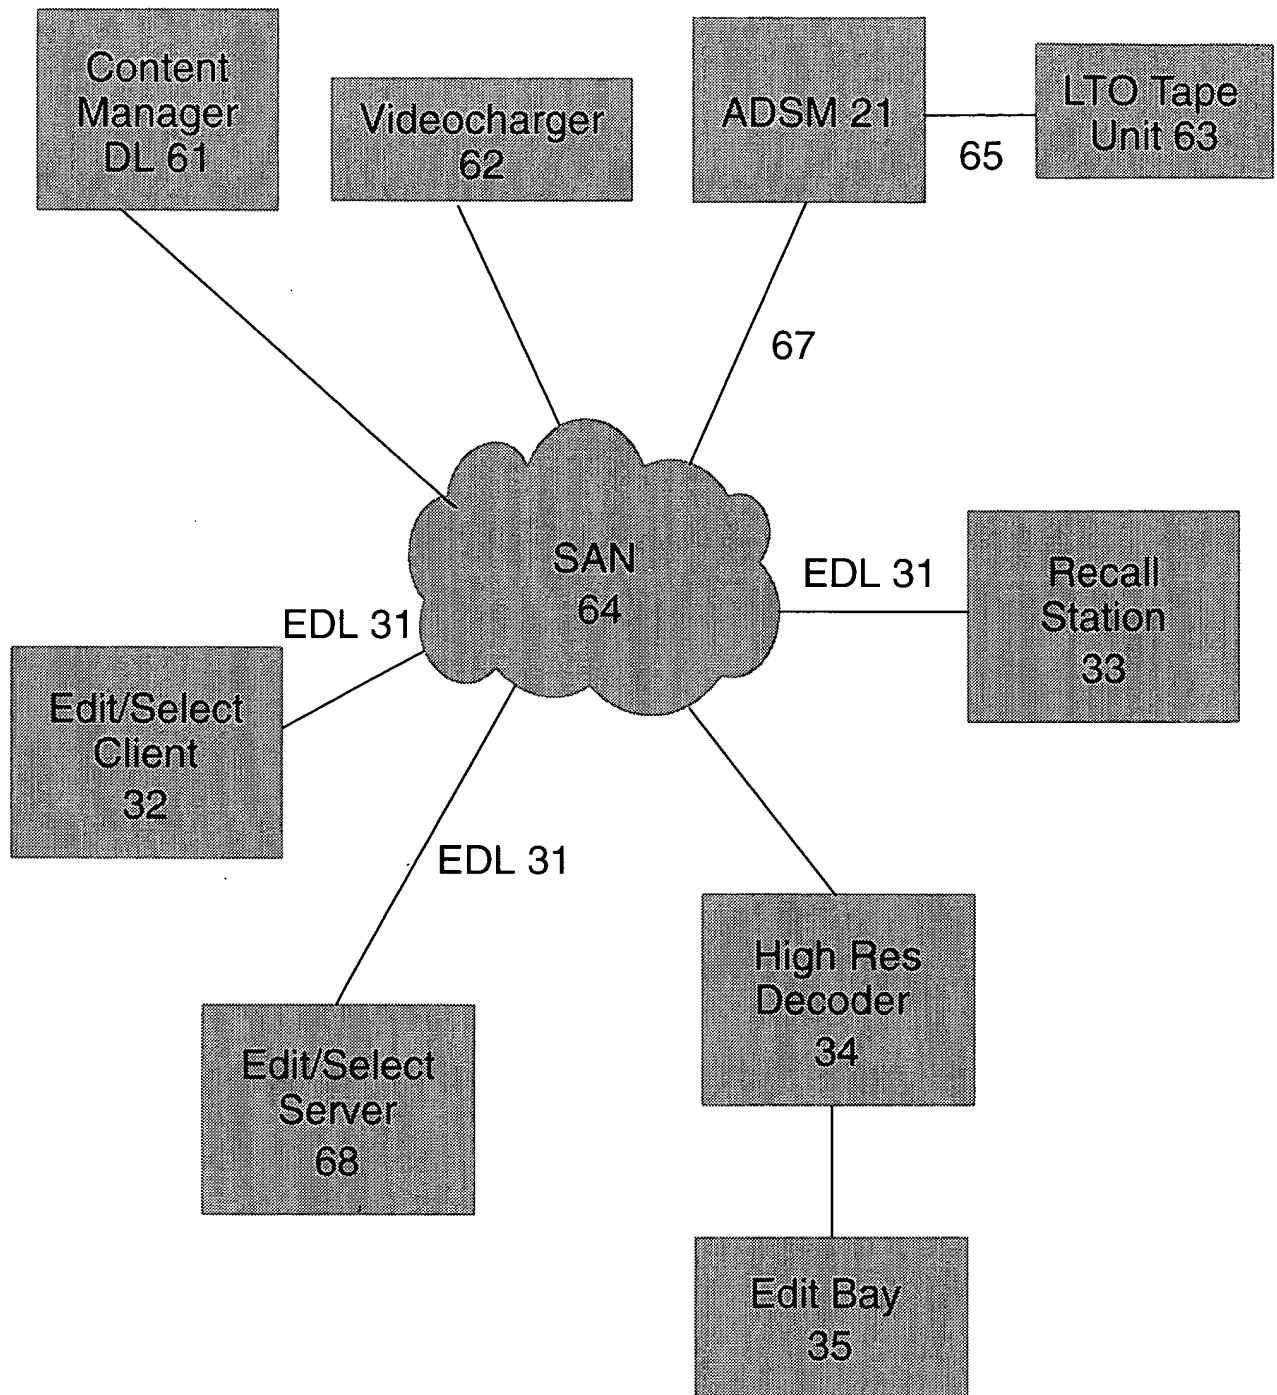 Content
Manager
DL 61
Videocharger
62
ADSM 21
65
LTO Tape
Unit 63
67
SAN
64
EDL 31
Recall
Station
33
EDL 31
Edit/Select
Client
32
EDL 31
Edit/Select
Server
68
High Res
Decoder
34
Edit Bay
35